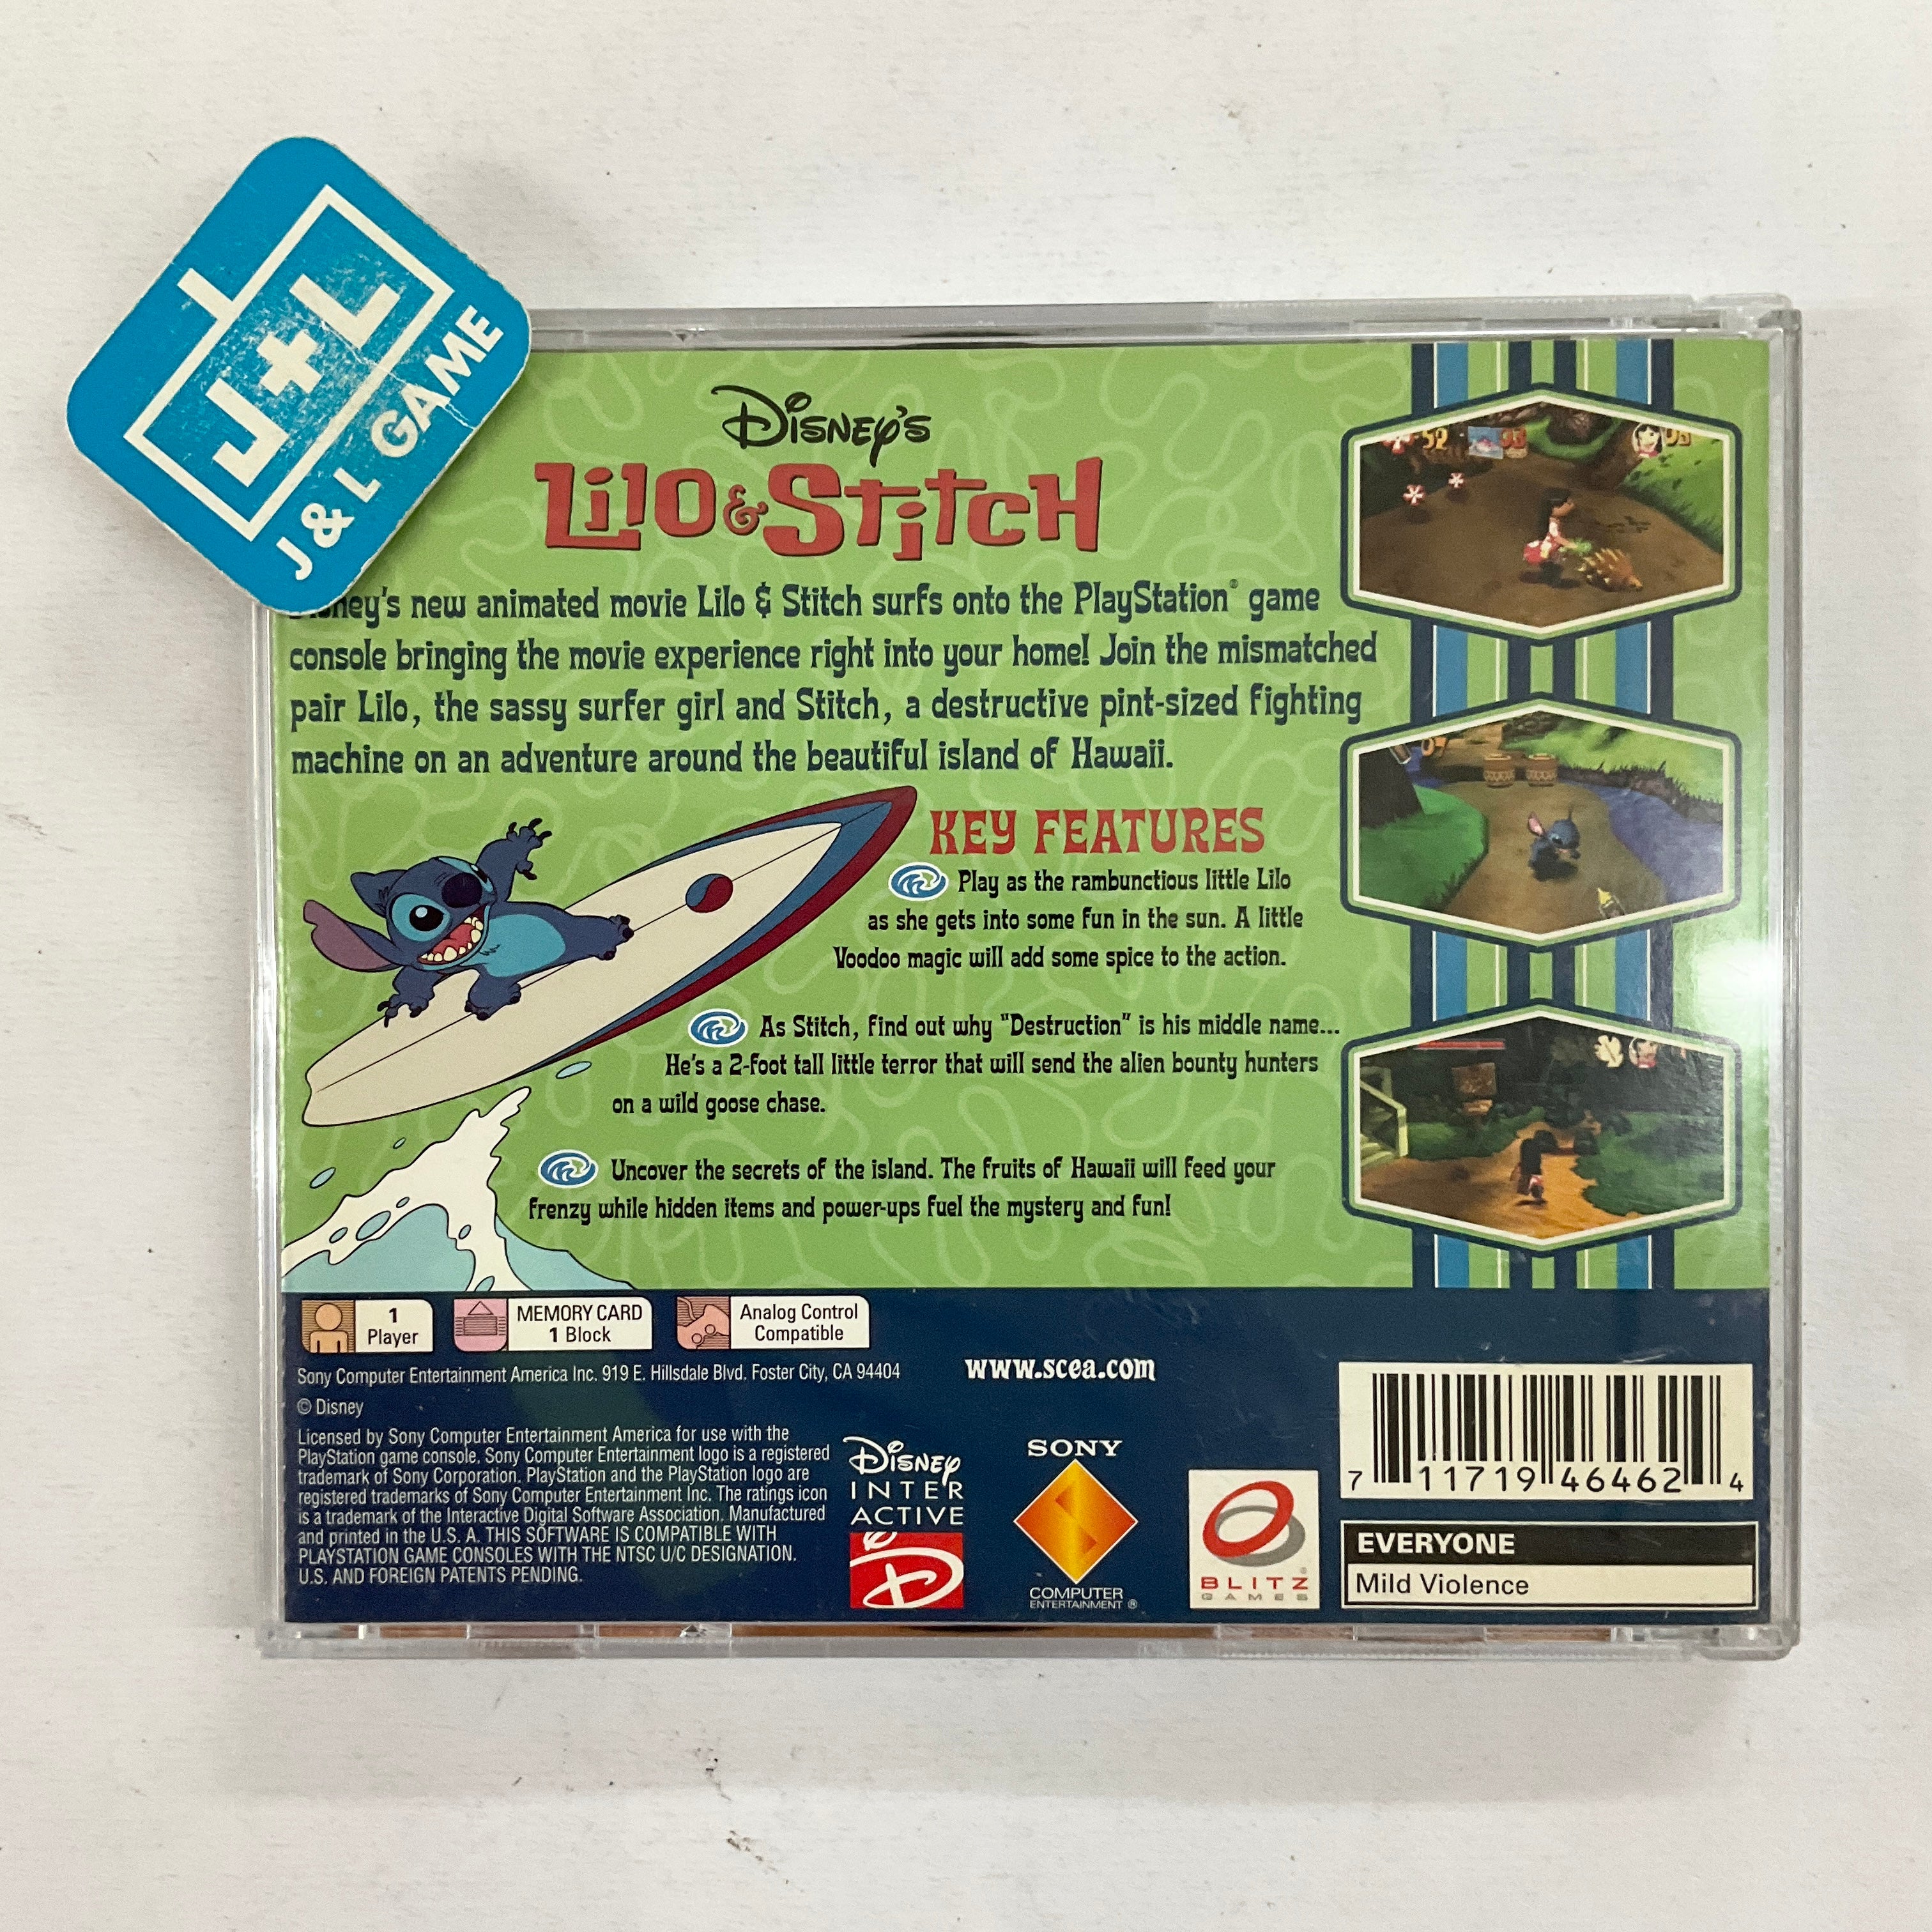 J+L
J & L GAME
Disney's
Lilo & Stitch
Disney's new animated movie Lilo & Stitch surfs onto the PlayStation® game
console bringing the movie experience right into your home! Join the mismatched
pair Lilo, the sassy surfer girl and Stitch, a destructive pint-sized fighting
machine on an adventure around the beautiful island of Hawaii.
KEY FEATURES
Play as the rambunctious little Lilo
as she gets into some fun in the sun. A little
Voodoo magic will add some spice to the action.
As Stitch, find out why "Destruction" is his middle name...
He's a 2-foot tall little terror that will send the alien bounty hunters
on a wild goose chase.
Uncover the secrets of the island. The fruits of Hawaii will feed your
frenzy while hidden items and power-ups fuel the mystery and fun!
1
Player
MEMORY CARD
1 Block
Analog Control
Compatible
Sony Computer Entertainment America Inc. 919 E. Hillsdale Blvd. Foster City, CA 94404
www.scea.com
© Disney
Licensed by Sony Computer Entertainment America for use with the
PlayStation game console. Sony Computer Entertainment logo is a registered
trademark of Sony Corporation. PlayStation and the PlayStation logo are
registered trademarks of Sony Computer Entertainment Inc. The ratings icon
is a trademark of the Interactive Digital Software Association. Manufactured
and printed in the U.S. A. THIS SOFTWARE IS COMPATIBLE WITH
PLAYSTATION GAME CONSOLES WITH THE NTSC U/C DESIGNATION.
U.S. AND FOREIGN PATENTS PENDING.
Disney
INTER
ACTIVE
D
SONY
COMPUTER
ENTERTAINMENT ®
BLITZ®
GAMES
7 11719 46462 4
EVERYONE
Mild Violence